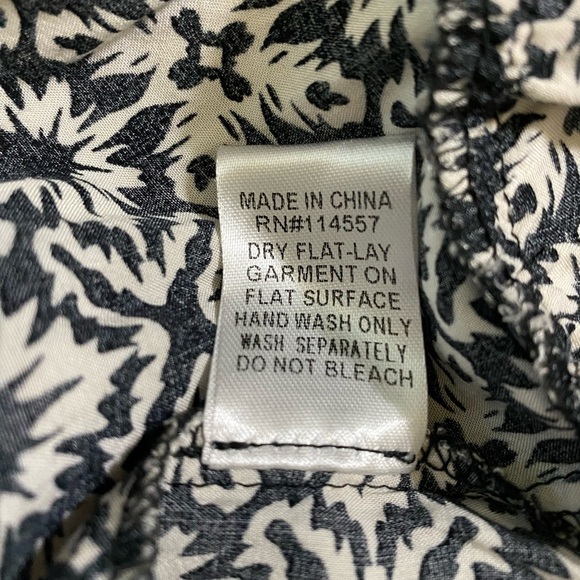 MADE IN CHINA
RN#114557
DRY FLAT-LAY
GARMENT ON
FLAT SURFACE
HAND WASH ONLY
WASH SEPARATELY
DO NOT BLEACH